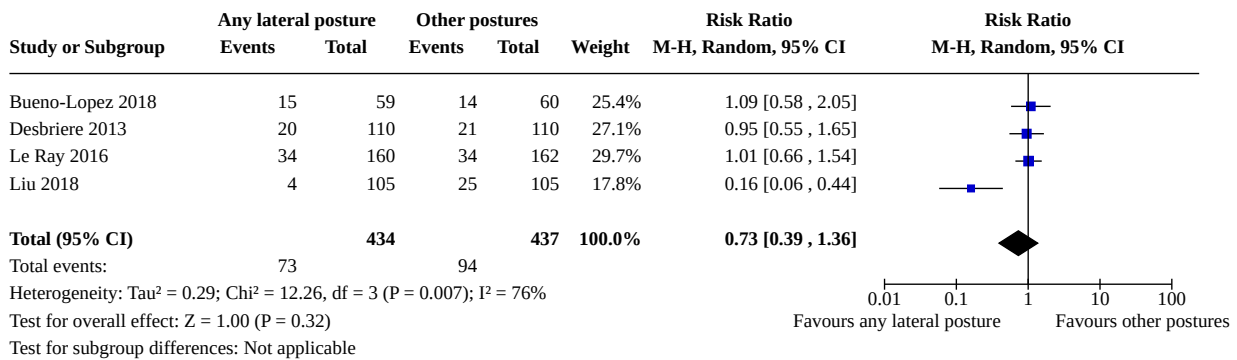 Any lateral posture Other postures Risk Ratio Risk Ratio
Study or Subgroup Events Total Events Total Weight M-H, Random, 95% CI M-H, Random, 95% CI
Bueno-Lopez 2018 15 59 14 60 25.4% 1.09 [0.58 , 2.05]
Desbriere 2013 20 110 21 110 27.1% 0.95 [0.55 , 1.65]
Le Ray 2016 34 160 34 162 29.7% 1.01 [0.66 , 1.54]
Liu 2018 4 105 25 105 17.8% 0.16 [0.06 , 0.44]
Total (95% CI) 434 437 100.0% 0.73 [0.39 , 1.36]
Total events: 73 94
Heterogeneity: Tau² = 0.29; Chi² = 12.26, df = 3 (P = 0.007); I² = 76%
0.01 0.1 1 10 100
Test for overall effect: Z = 1.00 (P = 0.32) Favours any lateral posture Favours other postures
Test for subgroup differences: Not applicable